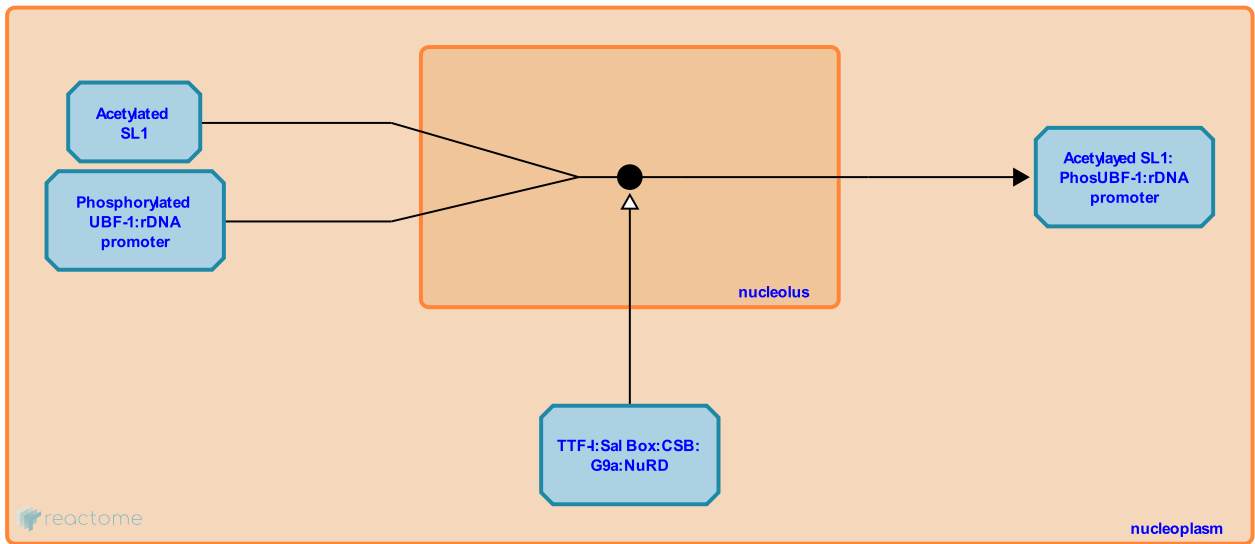 Acetylated
SL1
Phosphorylated
UBF-1:rDNA
promoter
nucleolus
Acetylayed SL1:
PhosUBF-1:rDNA
promoter
TTF-I:Sal Box:CSB:
G9a:NuRD
reactome
nucleoplasm